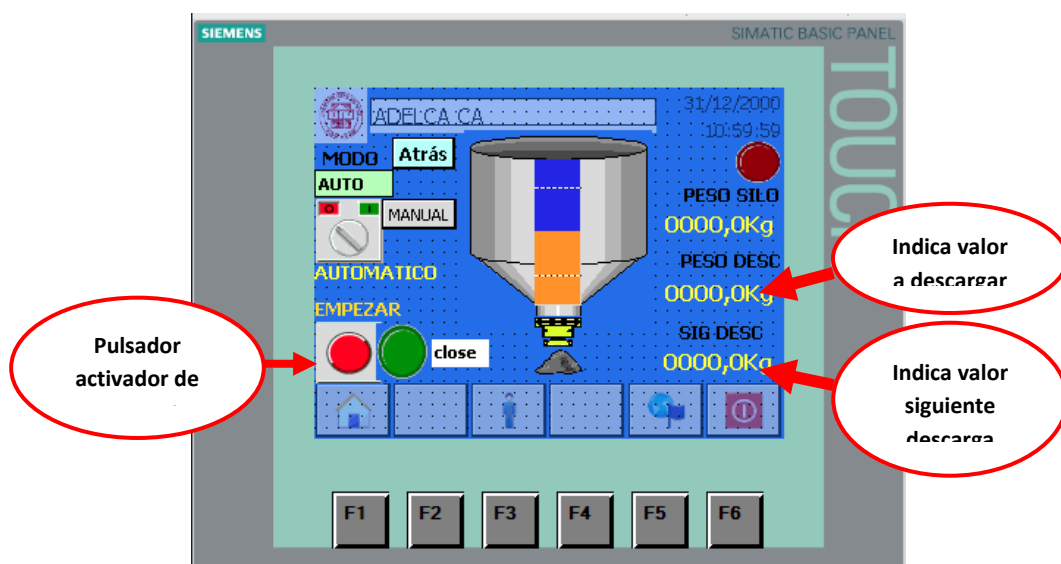 SIEMENS
SIMATIC BASIC PANEL
TOUCH
31/12/2000
10:59:59
ADELCA CA
MODO
Atrás
AUTO
MANUAL
AUTOMATICO
EMPEZAR
close
PESO SILO
0000,0Kg
PESO DESC
0000,0Kg
SIG DESC
0000,0Kg
Pulsador
activador de
Indica valor
a descargar
Indica valor
siguiente
descarga
F1
F2
F3
F4
F5
F6